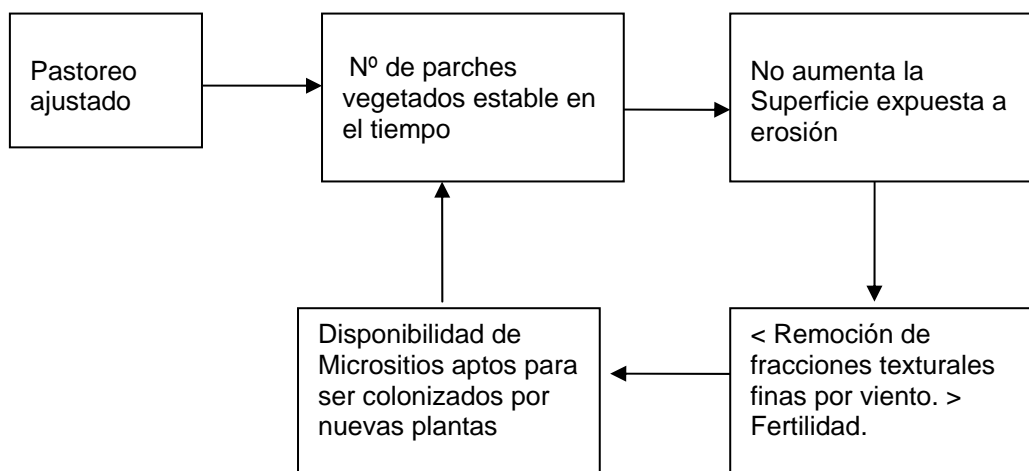 Pastoreo
ajustado
Nº de parches
vegetados estable en
el tiempo
No aumenta la
Superficie expuesta a
erosión
Disponibilidad de
Micrositios aptos para
ser colonizados por
nuevas plantas
< Remoción de
fracciones texturales
finas por viento. >
Fertilidad.